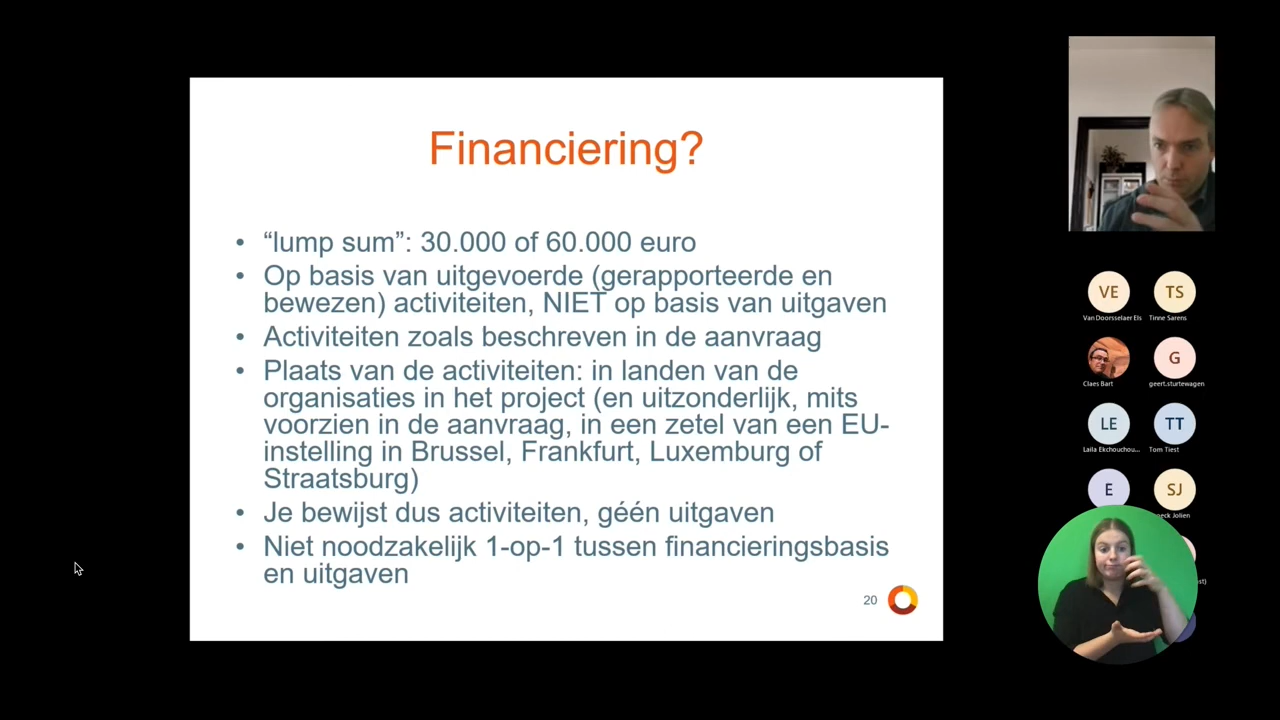 Financiering?
• “lump sum”: 30.000 of 60.000 euro
• Op basis van uitgevoerde (gerapporteerde en
bewezen) activiteiten, NIET op basis van uitgaven
• Activiteiten zoals beschreven in de aanvraag
• Plaats van de activiteiten: in landen van de
organisaties in het project (en uitzonderlijk, mits
voorzien in de aanvraag, in een zetel van een EU-
instelling in Brussel, Frankfurt, Luxemburg of
Straatsburg)
• Je bewijst dus activiteiten, géén uitgaven
• Niet noodzakelijk 1-op-1 tussen financieringsbasis
en uitgaven
20
VE TS
Van Doorsselaer Els Tinne Sarens
G
Claes Bart geert.sturtewagen
LE TT
Laila Ekchouchou... Tom Tiest
E SJ
Jolien